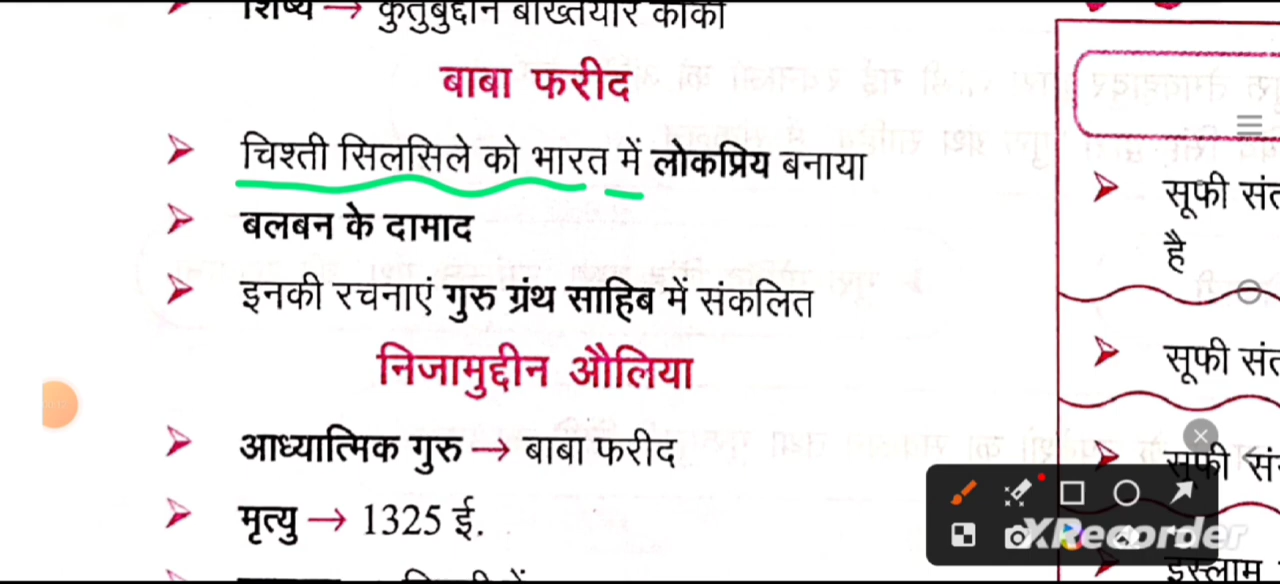 शिष्य → कुतुबुद्दीन बख्तियार काकी
बाबा फरीद
➤ चिश्ती सिलसिले को भारत में लोकप्रिय बनाया
➤ बलबन के दामाद
➤ इनकी रचनाएं गुरु ग्रंथ साहिब में संकलित
निजामुद्दीन औलिया
➤ आध्यात्मिक गुरु → बाबा फरीद
➤ मृत्यु → 1325 ई.
➤ सूफी संत
है
➤ सूफी संत
➤ सूफी
इस्लाम
XRecorder